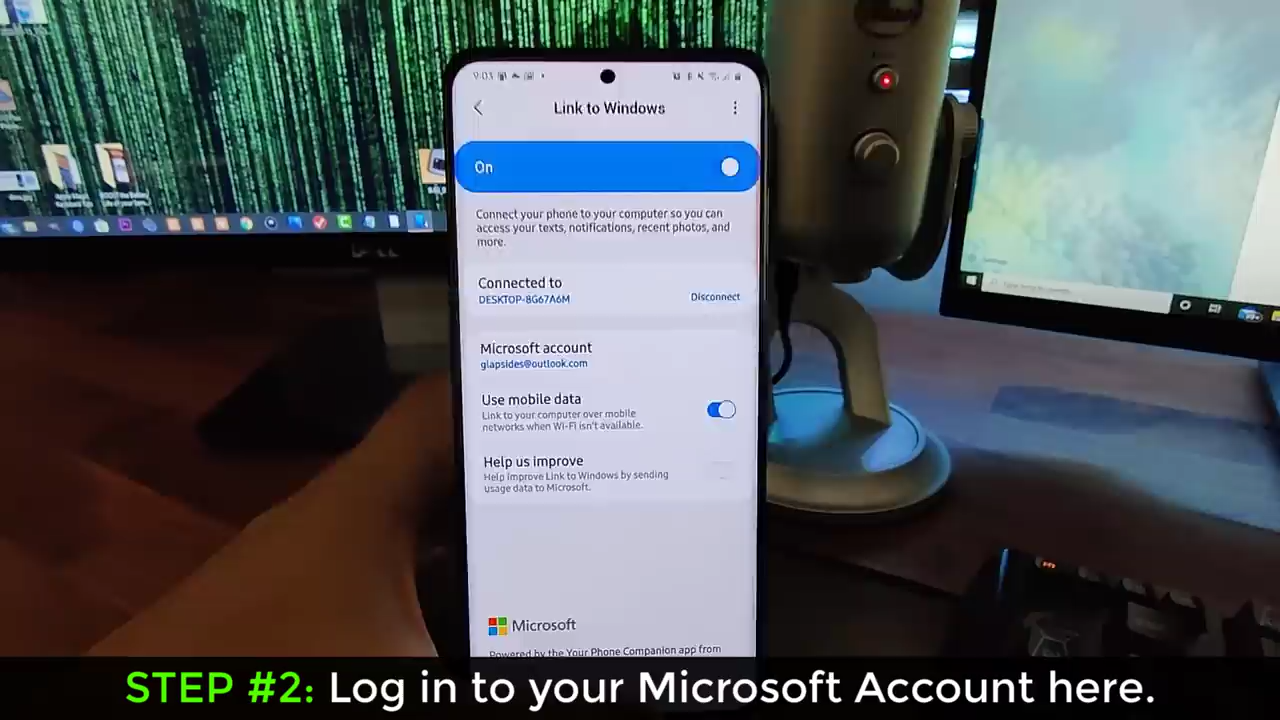 9:03
Link to Windows
On
Connect your phone to your computer so you can
access your texts, notifications, recent photos, and
more.
Connected to
DESKTOP-8G67A6M
Disconnect
Microsoft account
glapsides@outlook.com
Use mobile data
Link to your computer over mobile
networks when Wi-Fi isn't available.
Help us improve
Help improve Link to Windows by sending
usage data to Microsoft.
Microsoft
Powered by the Your Phone Companion app from
DELL
STEP #2: Log in to your Microsoft Account here.